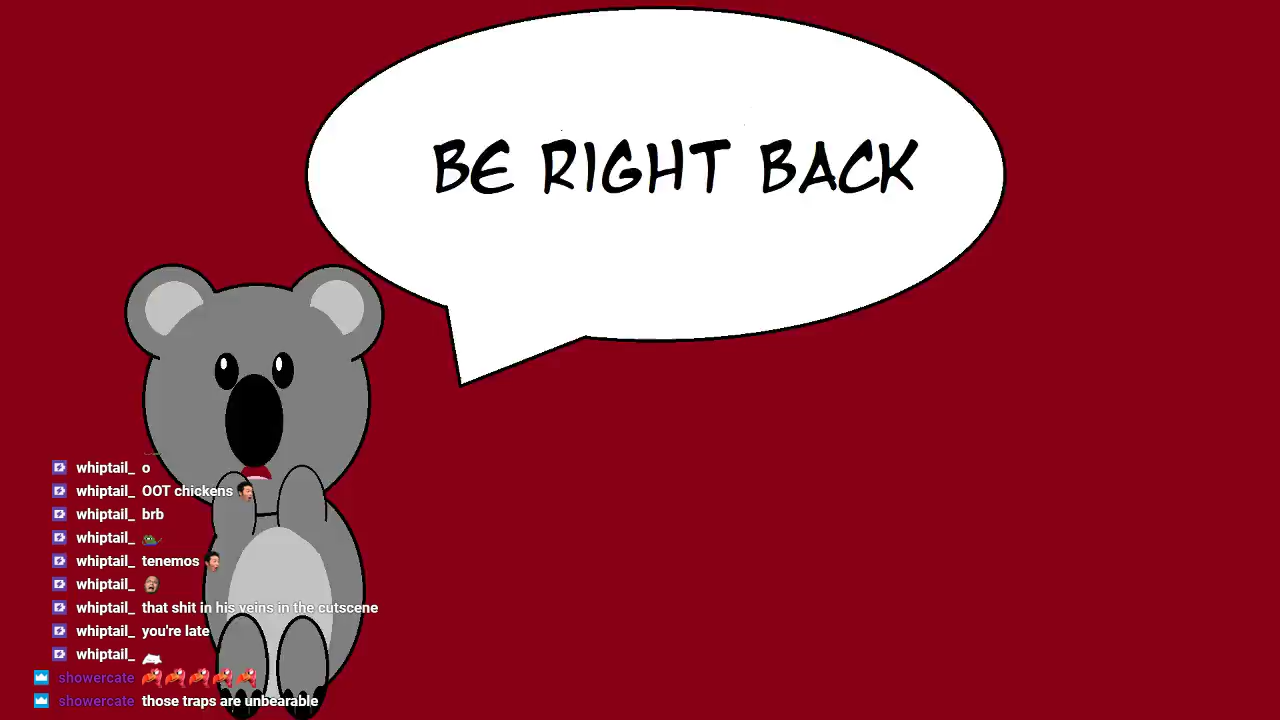 BE RIGHT BACK
whiptail_ o
whiptail_ OOT chickens
whiptail_ brb
whiptail_
whiptail_ tenemos
whiptail_
whiptail_ that shit in his veins in the cutscene
whiptail_ you're late
whiptail_
showercate
showercate those traps are unbearable